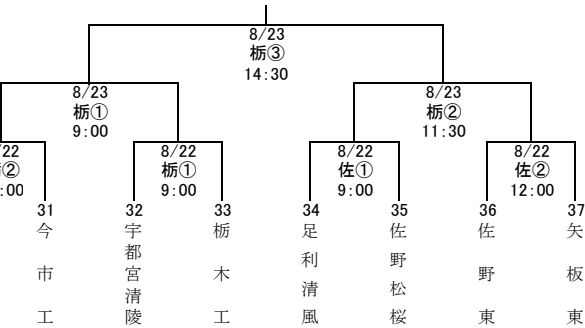 8/23
栃③
14:30
8/23
栃①
9:00
8/23
栃②
11:30
/22
②
:00
8/22
栃①
9:00
8/22
佐①
9:00
8/22
佐②
12:00
31 32 33 34 35 36 37
今市工
宇都宮清陵
栃木工
足利清風
佐野松桜
佐野東
矢板東